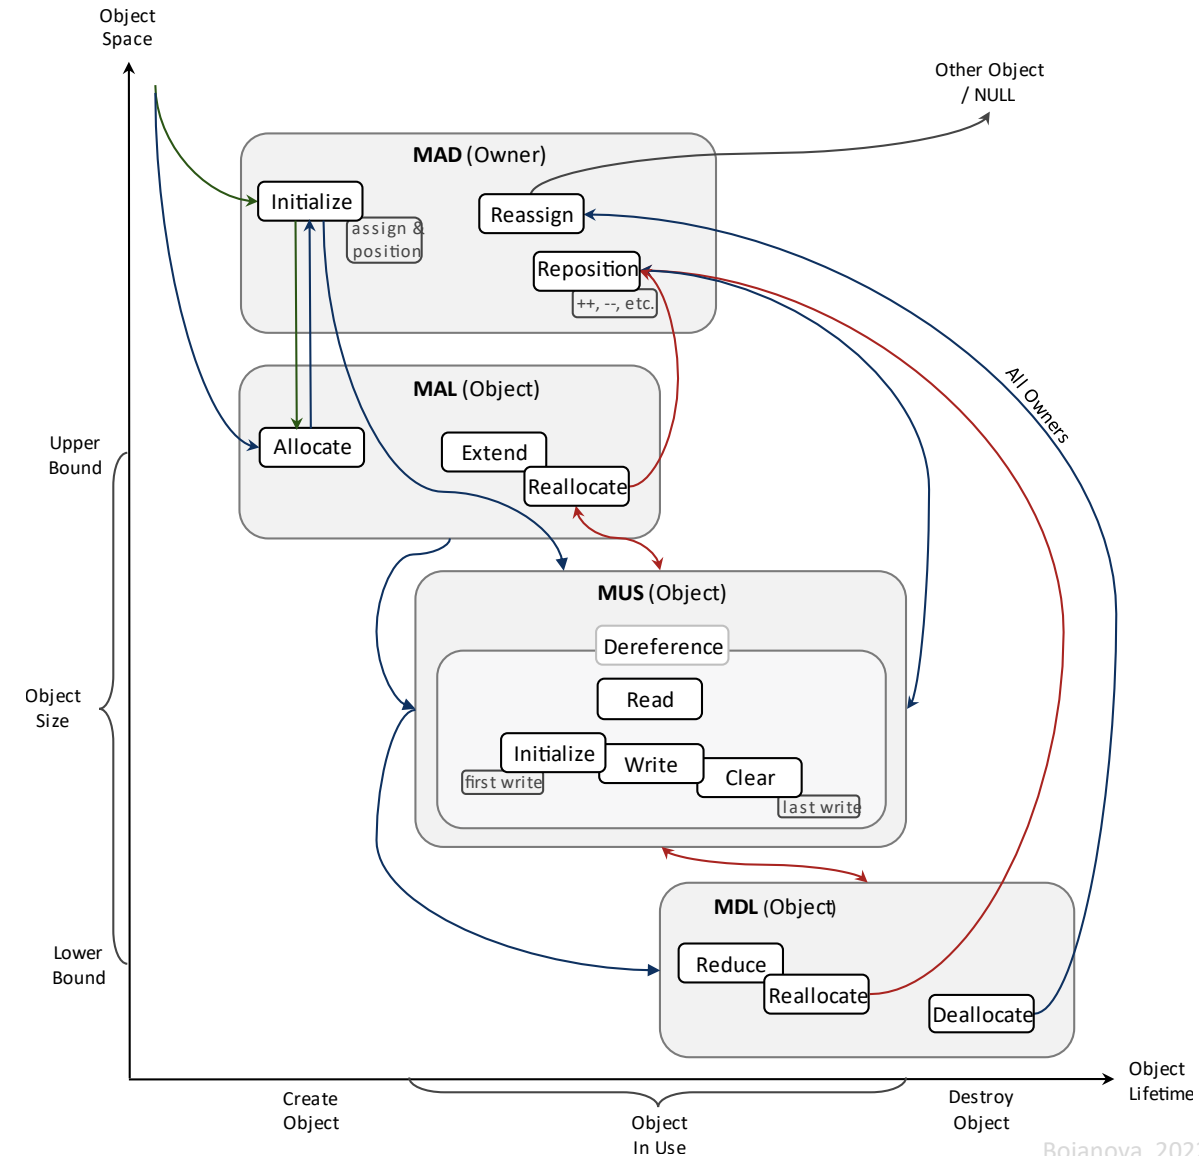 Object
Space
Other Object
/ NULL
MAD (Owner)
Initialize
assign &
position
Reassign
Reposition
++, --, etc.
All Owners
MAL (Object)
Upper
Bound
Allocate
Extend
Reallocate
MUS (Object)
Dereference
Read
Object
Size
Initialize
Write
Clear
first write
last write
MDL (Object)
Lower
Bound
Reduce
Reallocate
Deallocate
Object
Lifetime
Create
Object
Object
In Use
Destroy
Object
Bojanova,